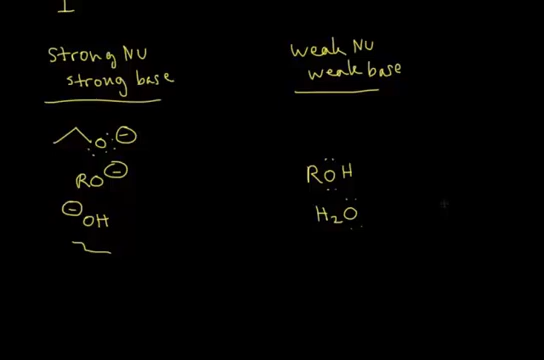 I
Strong Nu
strong base
weak Nu
weak base
O:⊖
RO⊖
ROH
⊖OH
H₂O